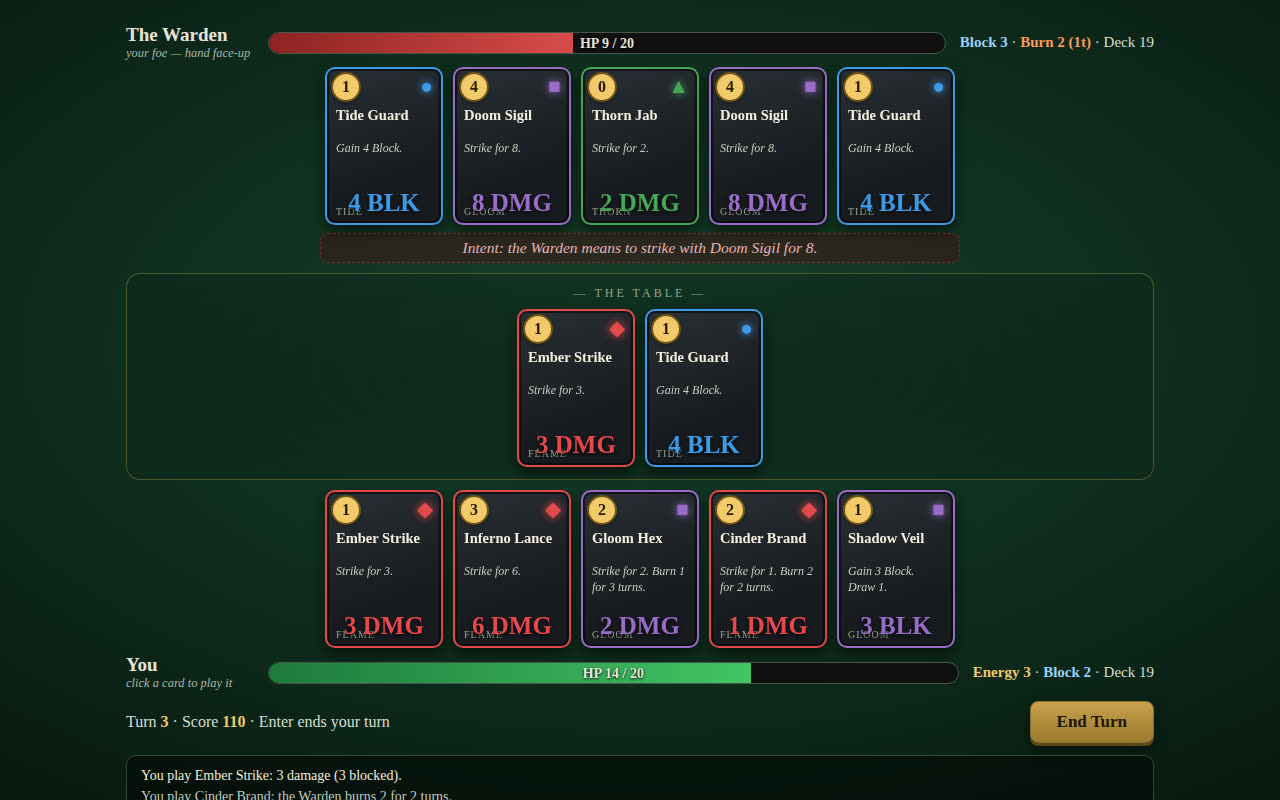 The Warden
your foe — hand face-up
HP 9 / 20
Block 3 · Burn 2 (1t) · Deck 19
1
Tide Guard
Gain 4 Block.
4 BLK
TIDE
4
Doom Sigil
Strike for 8.
8 DMG
GLOOM
0
Thorn Jab
Strike for 2.
2 DMG
THORN
4
Doom Sigil
Strike for 8.
8 DMG
GLOOM
1
Tide Guard
Gain 4 Block.
4 BLK
TIDE
Intent: the Warden means to strike with Doom Sigil for 8.
— THE TABLE —
1
Ember Strike
Strike for 3.
3 DMG
FLAME
1
Tide Guard
Gain 4 Block.
4 BLK
TIDE
1
Ember Strike
Strike for 3.
3 DMG
FLAME
3
Inferno Lance
Strike for 6.
6 DMG
FLAME
2
Gloom Hex
Strike for 2. Burn 1
for 3 turns.
2 DMG
GLOOM
2
Cinder Brand
Strike for 1. Burn 2
for 2 turns.
1 DMG
FLAME
1
Shadow Veil
Gain 3 Block.
Draw 1.
3 BLK
GLOOM
You
click a card to play it
HP 14 / 20
Energy 3 · Block 2 · Deck 19
Turn 3 · Score 110 · Enter ends your turn
End Turn
You play Ember Strike: 3 damage (3 blocked).
You play Cinder Brand: the Warden burns 2 for 2 turns.